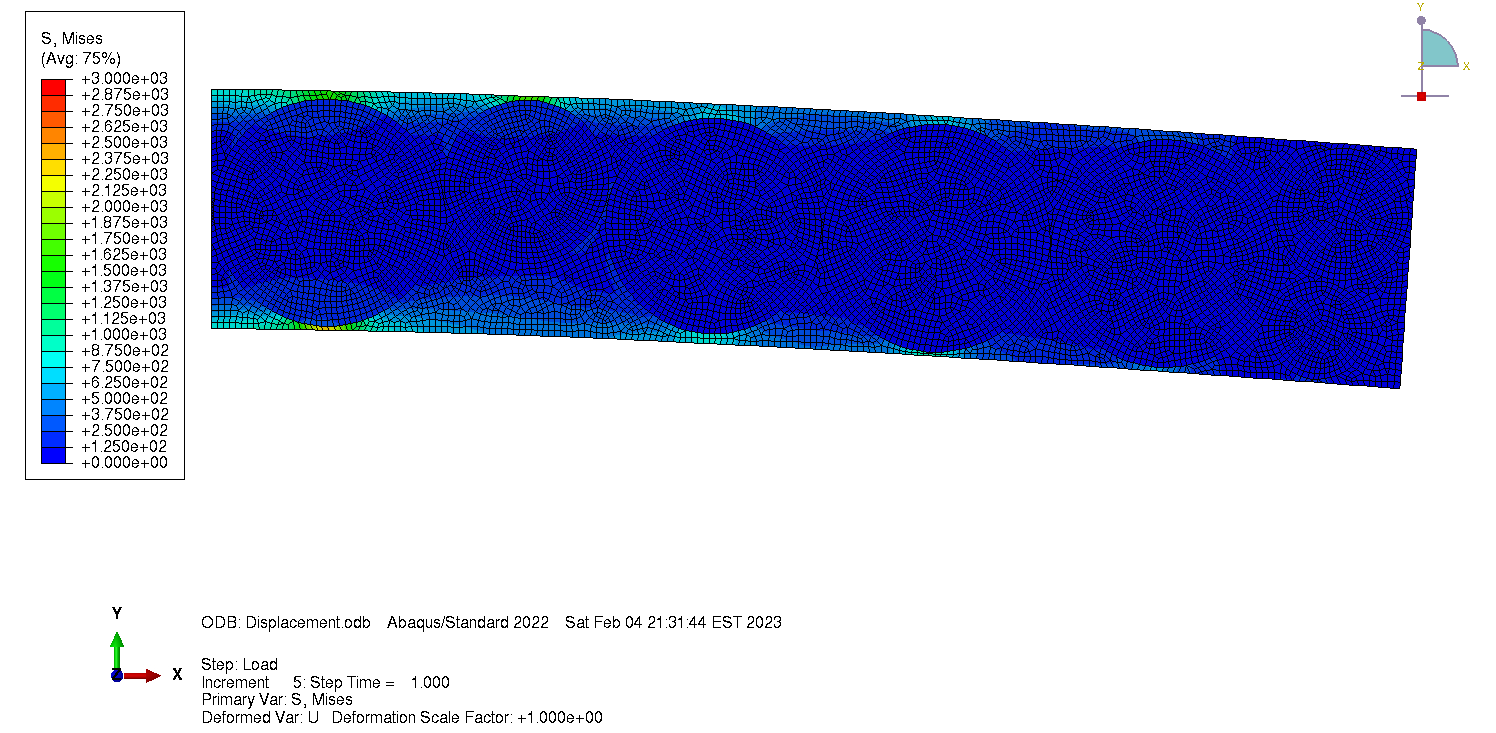 S, Mises
(Avg: 75%)
+3.000e+03
+2.875e+03
+2.750e+03
+2.625e+03
+2.500e+03
+2.375e+03
+2.250e+03
+2.125e+03
+2.000e+03
+1.875e+03
+1.750e+03
+1.625e+03
+1.500e+03
+1.375e+03
+1.250e+03
+1.125e+03
+1.000e+03
+8.750e+02
+7.500e+02
+6.250e+02
+5.000e+02
+3.750e+02
+2.500e+02
+1.250e+02
+0.000e+00
Y
Z X
Y
Z X
ODB: Displacement.odb Abaqus/Standard 2022 Sat Feb 04 21:31:44 EST 2023
Step: Load
Increment 5: Step Time = 1.000
Primary Var: S, Mises
Deformed Var: U Deformation Scale Factor: +1.000e+00